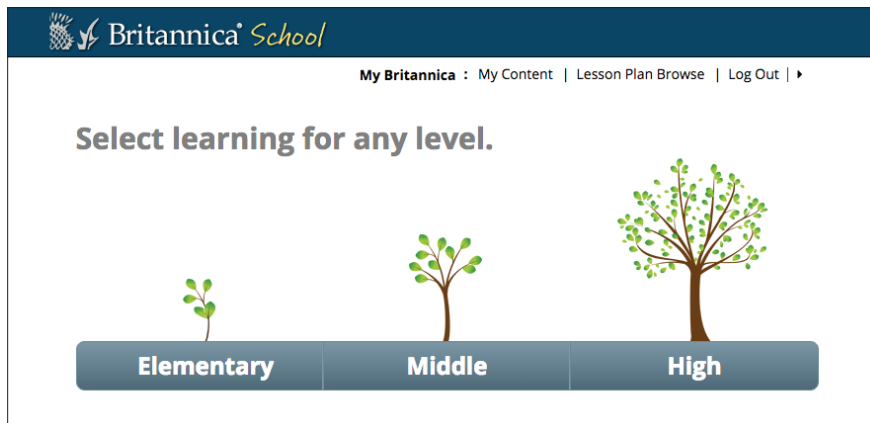 Britannica® School
My Britannica : My Content | Lesson Plan Browse | Log Out |
Select learning for any level.
Elementary Middle High